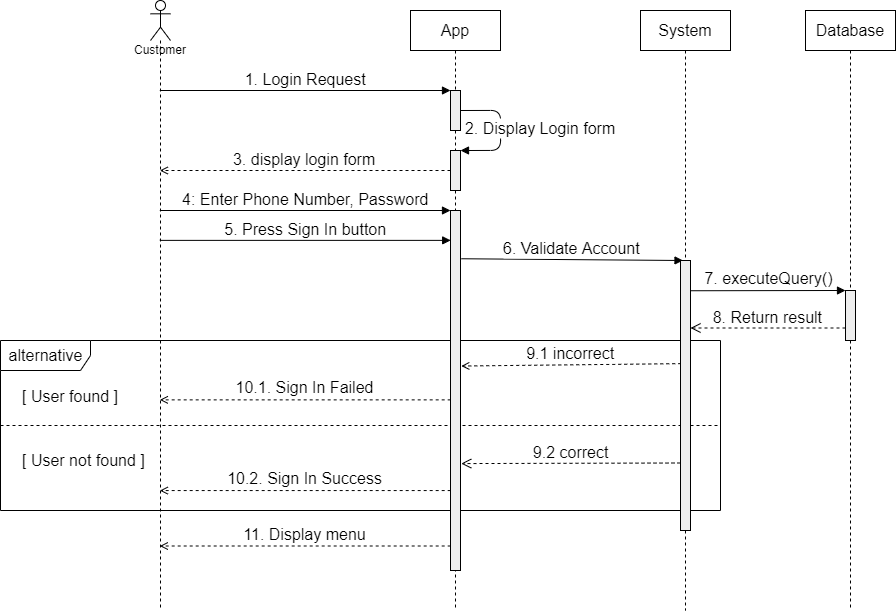 Customer
App
System
Database
1. Login Request
2. Display Login form
3. display login form
4: Enter Phone Number, Password
5. Press Sign In button
6. Validate Account
7. executeQuery()
8. Return result
alternative
9.1 incorrect
10.1. Sign In Failed
[ User found ]
9.2 correct
[ User not found ]
10.2. Sign In Success
11. Display menu